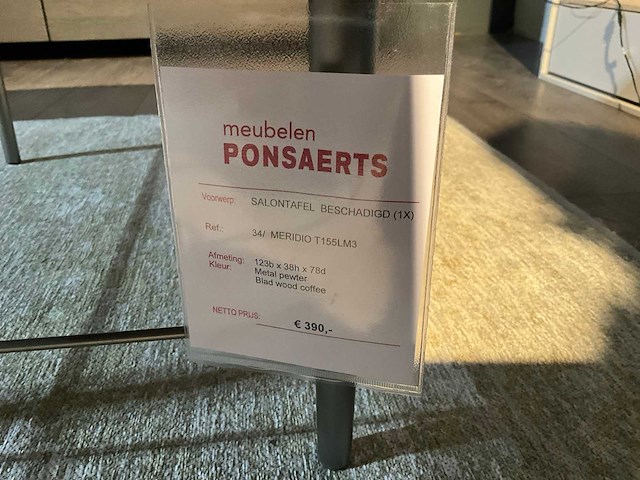 meubelen
PONSAERTS
Voorwerp: SALONTAFEL BESCHADIGD (1X)
Ref.: 34/ MERIDIO T155LM3
Afmeting: 123b x 38h x 78d
Kleur: Metal pewter
Blad wood coffee
NETTO PRIJS: € 390,-